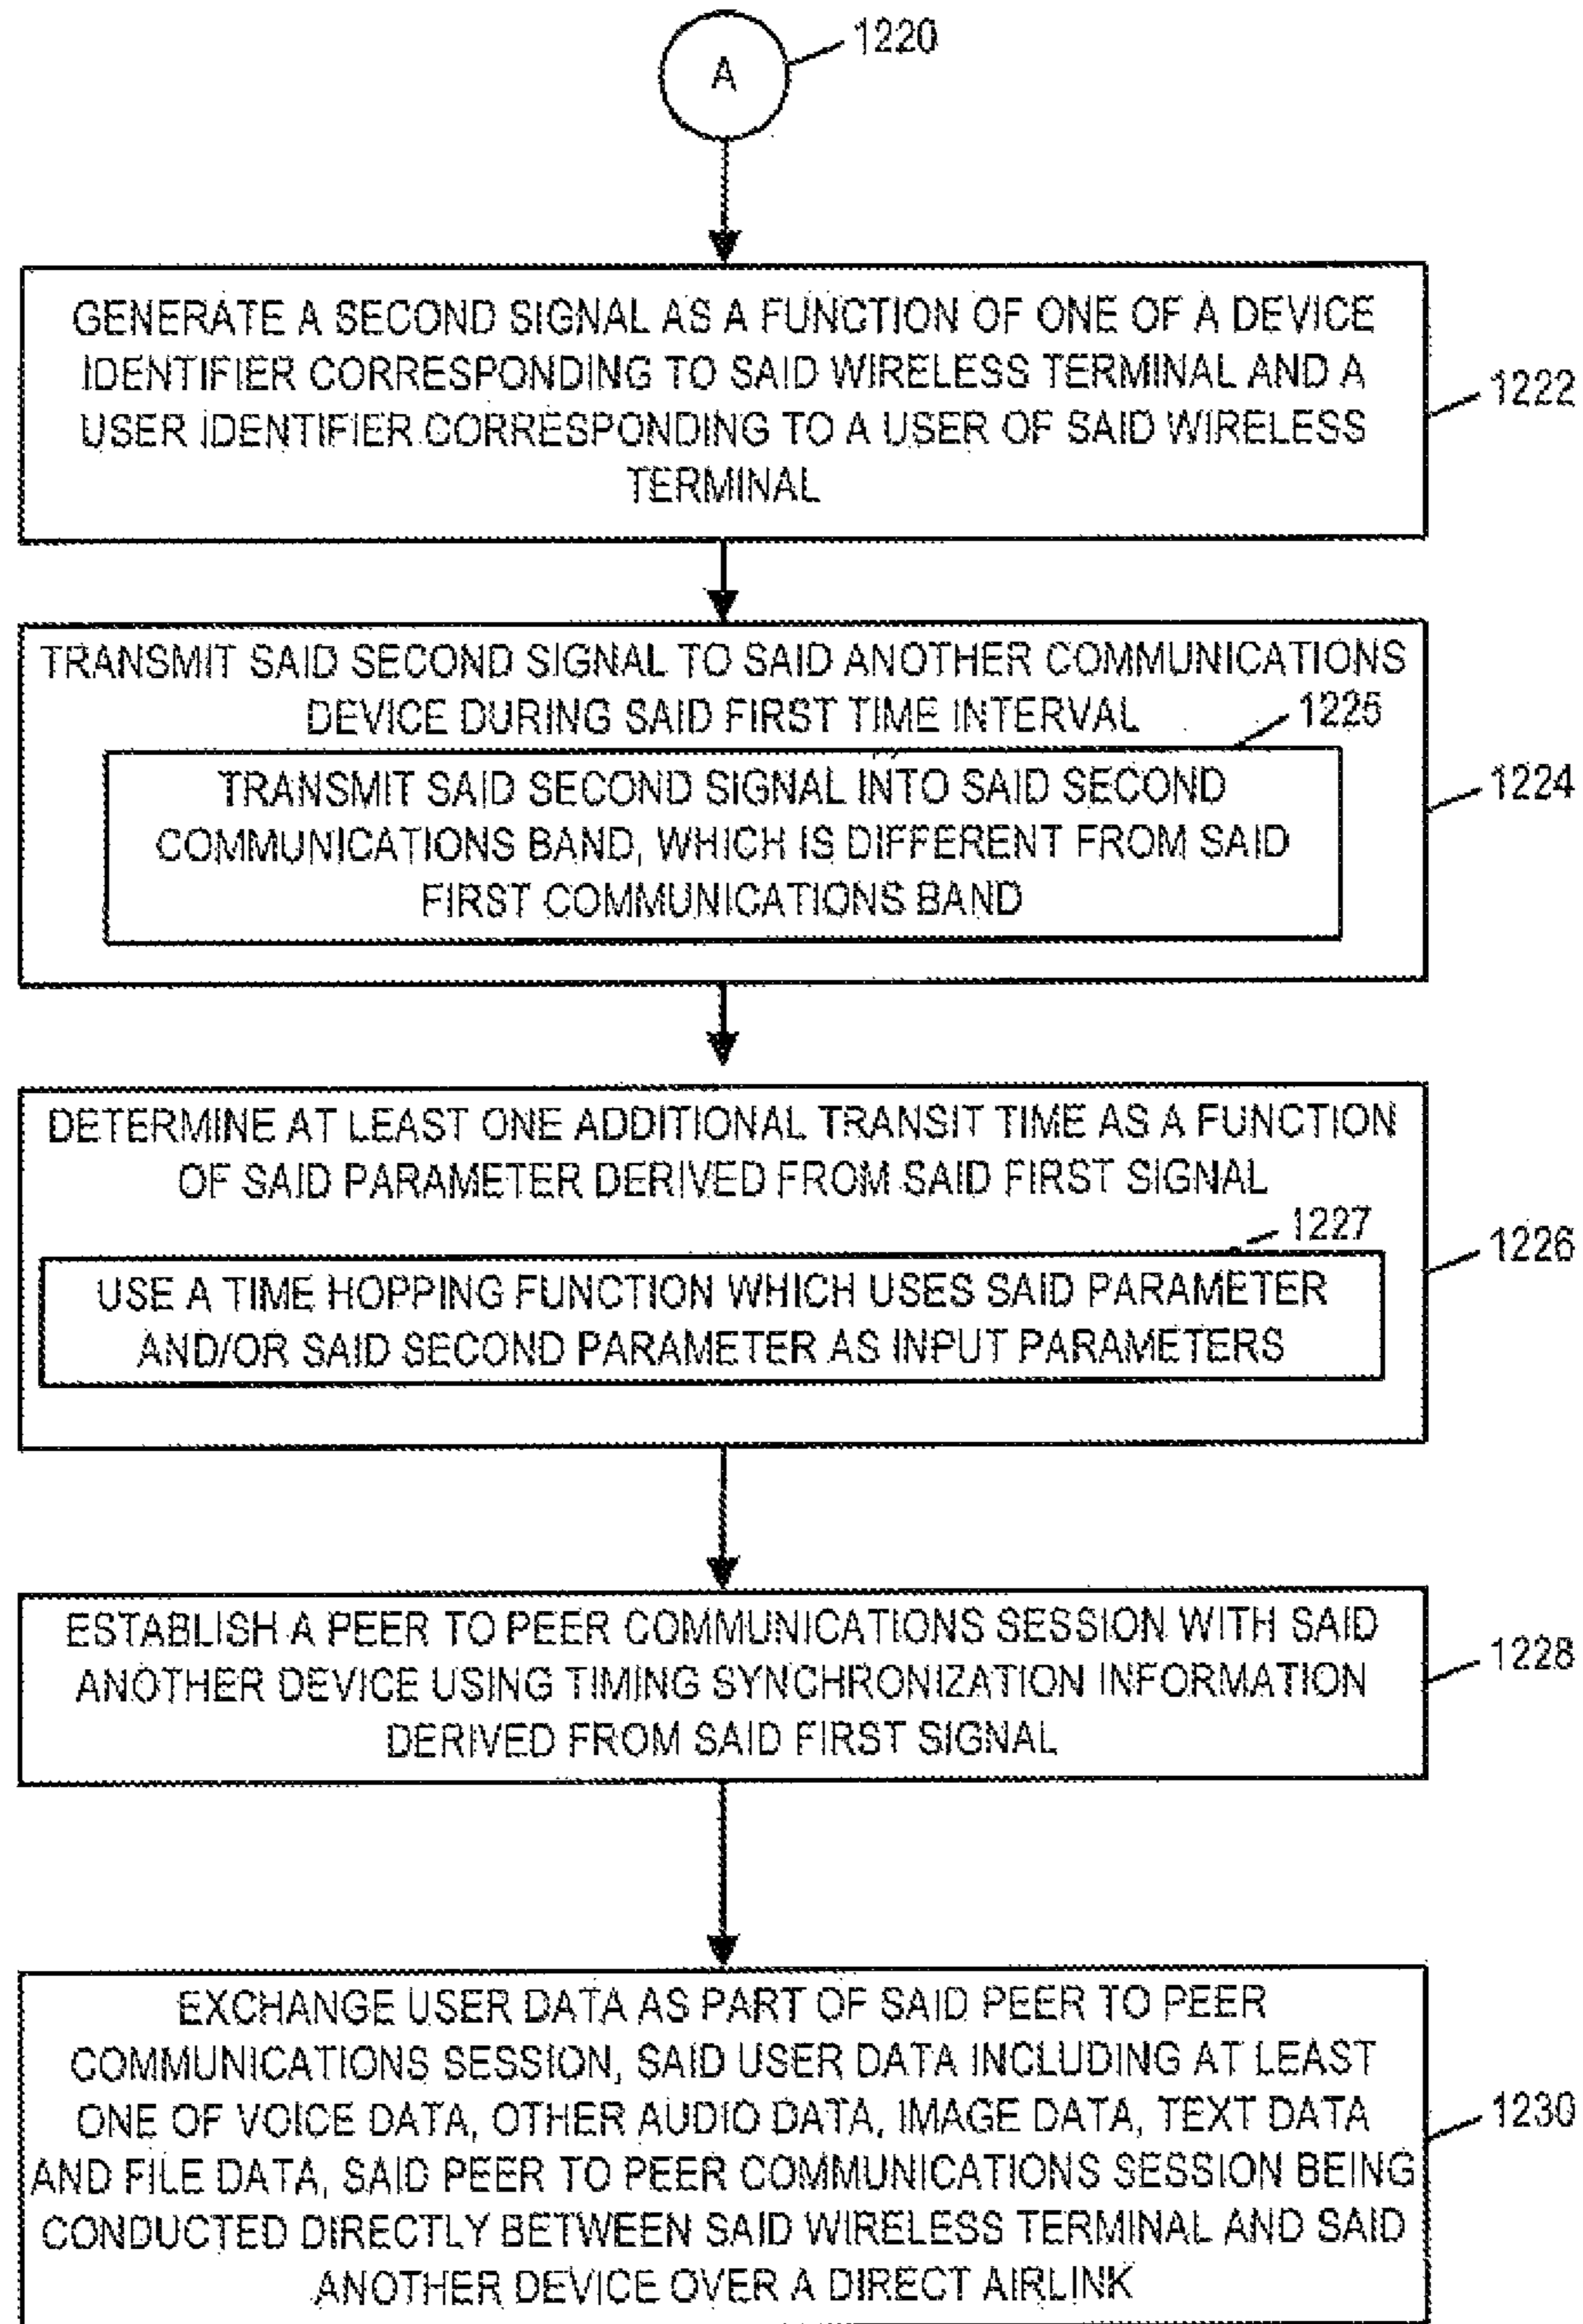 A
1220
GENERATE A SECOND SIGNAL AS A FUNCTION OF ONE OF A DEVICE
IDENTIFIER CORRESPONDING TO SAID WIRELESS TERMINAL AND A
USER IDENTIFIER CORRESPONDING TO A USER OF SAID WIRELESS
TERMINAL
1222
TRANSMIT SAID SECOND SIGNAL TO SAID ANOTHER COMMUNICATIONS
DEVICE DURING SAID FIRST TIME INTERVAL
1225
TRANSMIT SAID SECOND SIGNAL INTO SAID SECOND
COMMUNICATIONS BAND, WHICH IS DIFFERENT FROM SAID
FIRST COMMUNICATIONS BAND
1224
DETERMINE AT LEAST ONE ADDITIONAL TRANSIT TIME AS A FUNCTION
OF SAID PARAMETER DERIVED FROM SAID FIRST SIGNAL
1227
USE A TIME HOPPING FUNCTION WHICH USES SAID PARAMETER
AND/OR SAID SECOND PARAMETER AS INPUT PARAMETERS
1226
ESTABLISH A PEER TO PEER COMMUNICATIONS SESSION WITH SAID
ANOTHER DEVICE USING TIMING SYNCHRONIZATION INFORMATION
DERIVED FROM SAID FIRST SIGNAL
1228
EXCHANGE USER DATA AS PART OF SAID PEER TO PEER
COMMUNICATIONS SESSION, SAID USER DATA INCLUDING AT LEAST
ONE OF VOICE DATA, OTHER AUDIO DATA, IMAGE DATA, TEXT DATA
AND FILE DATA, SAID PEER TO PEER COMMUNICATIONS SESSION BEING
CONDUCTED DIRECTLY BETWEEN SAID WIRELESS TERMINAL AND SAID
ANOTHER DEVICE OVER A DIRECT AIRLINK
1230